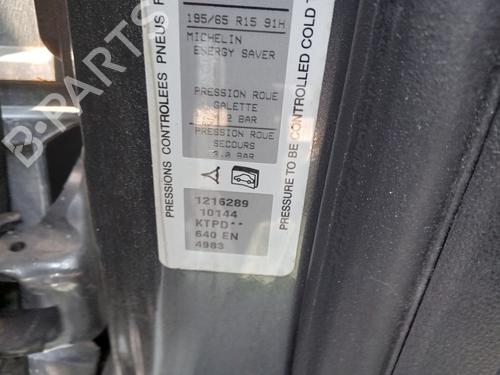 195/65 R15 91H
MICHELIN
ENERGY SAVER
PRESSION ROUE
GALETTE
BAR
PRESSION ROUE
SECOURS
3.0 BAR
1216289
10144
KTPD**
640 EN
4983
PRESSIONS CONTROLEES PNEUS
PRESSURE TO BE CONTROLLED COLD
B-PARTS